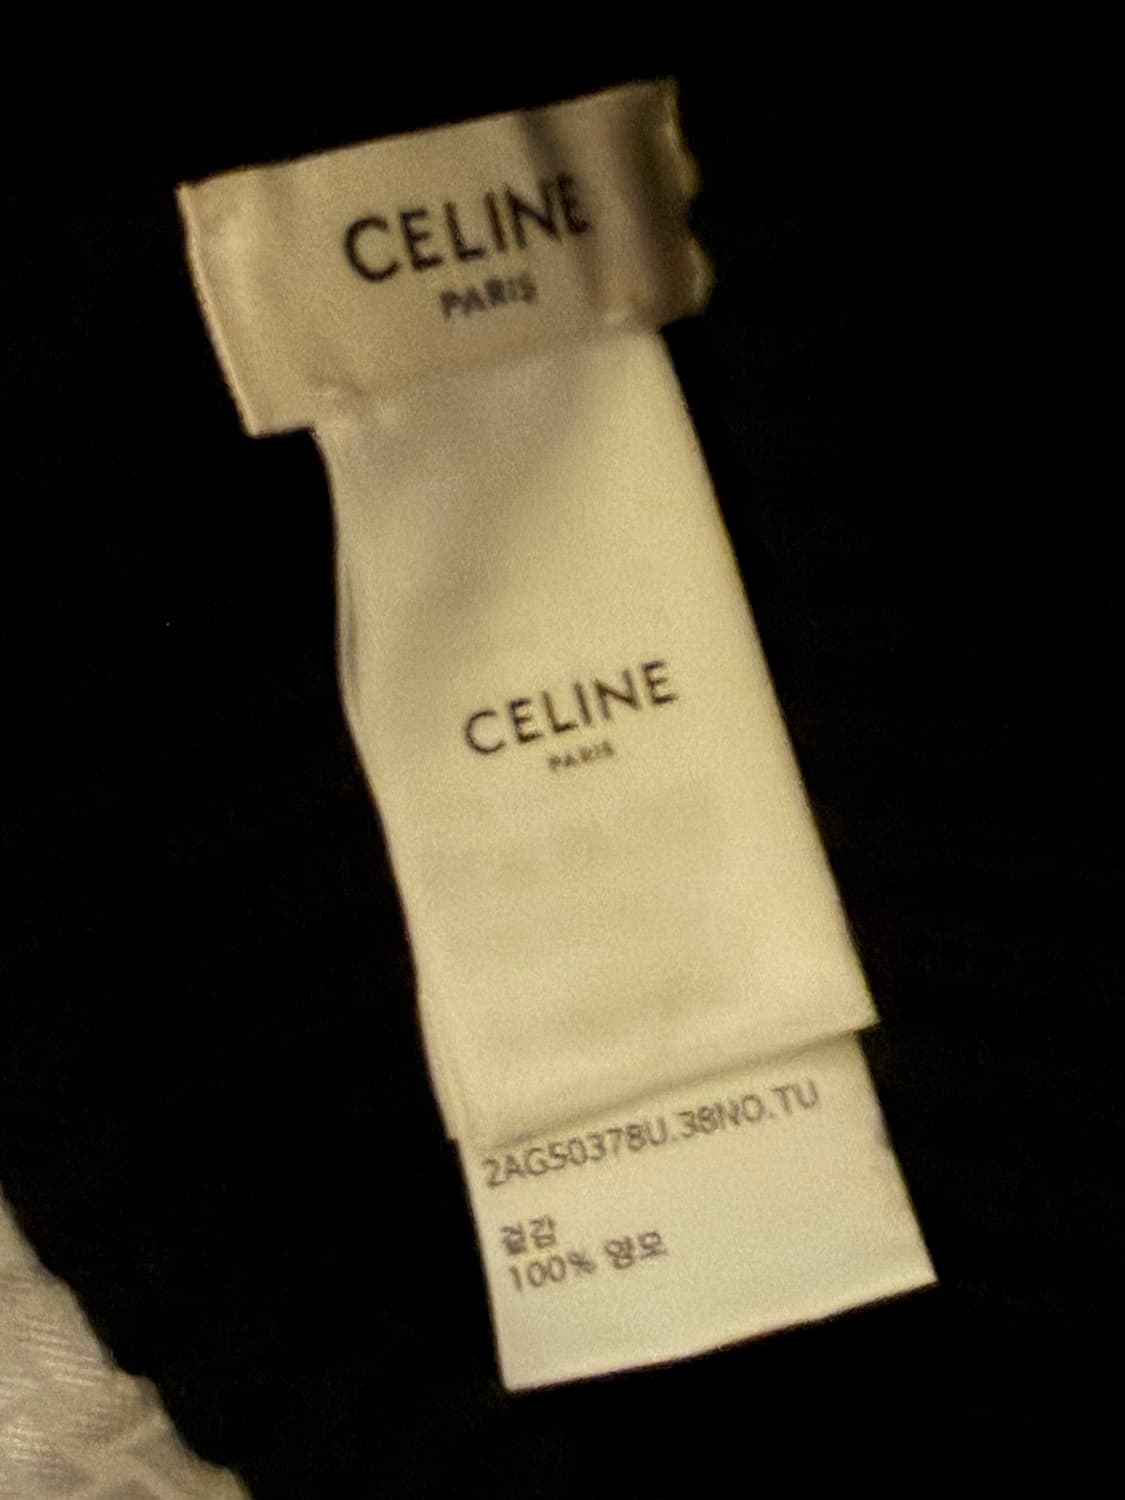 CELINE
PARIS
CELINE
PARIS
2AG50378U.38NO.TU
겉감
100% 양모